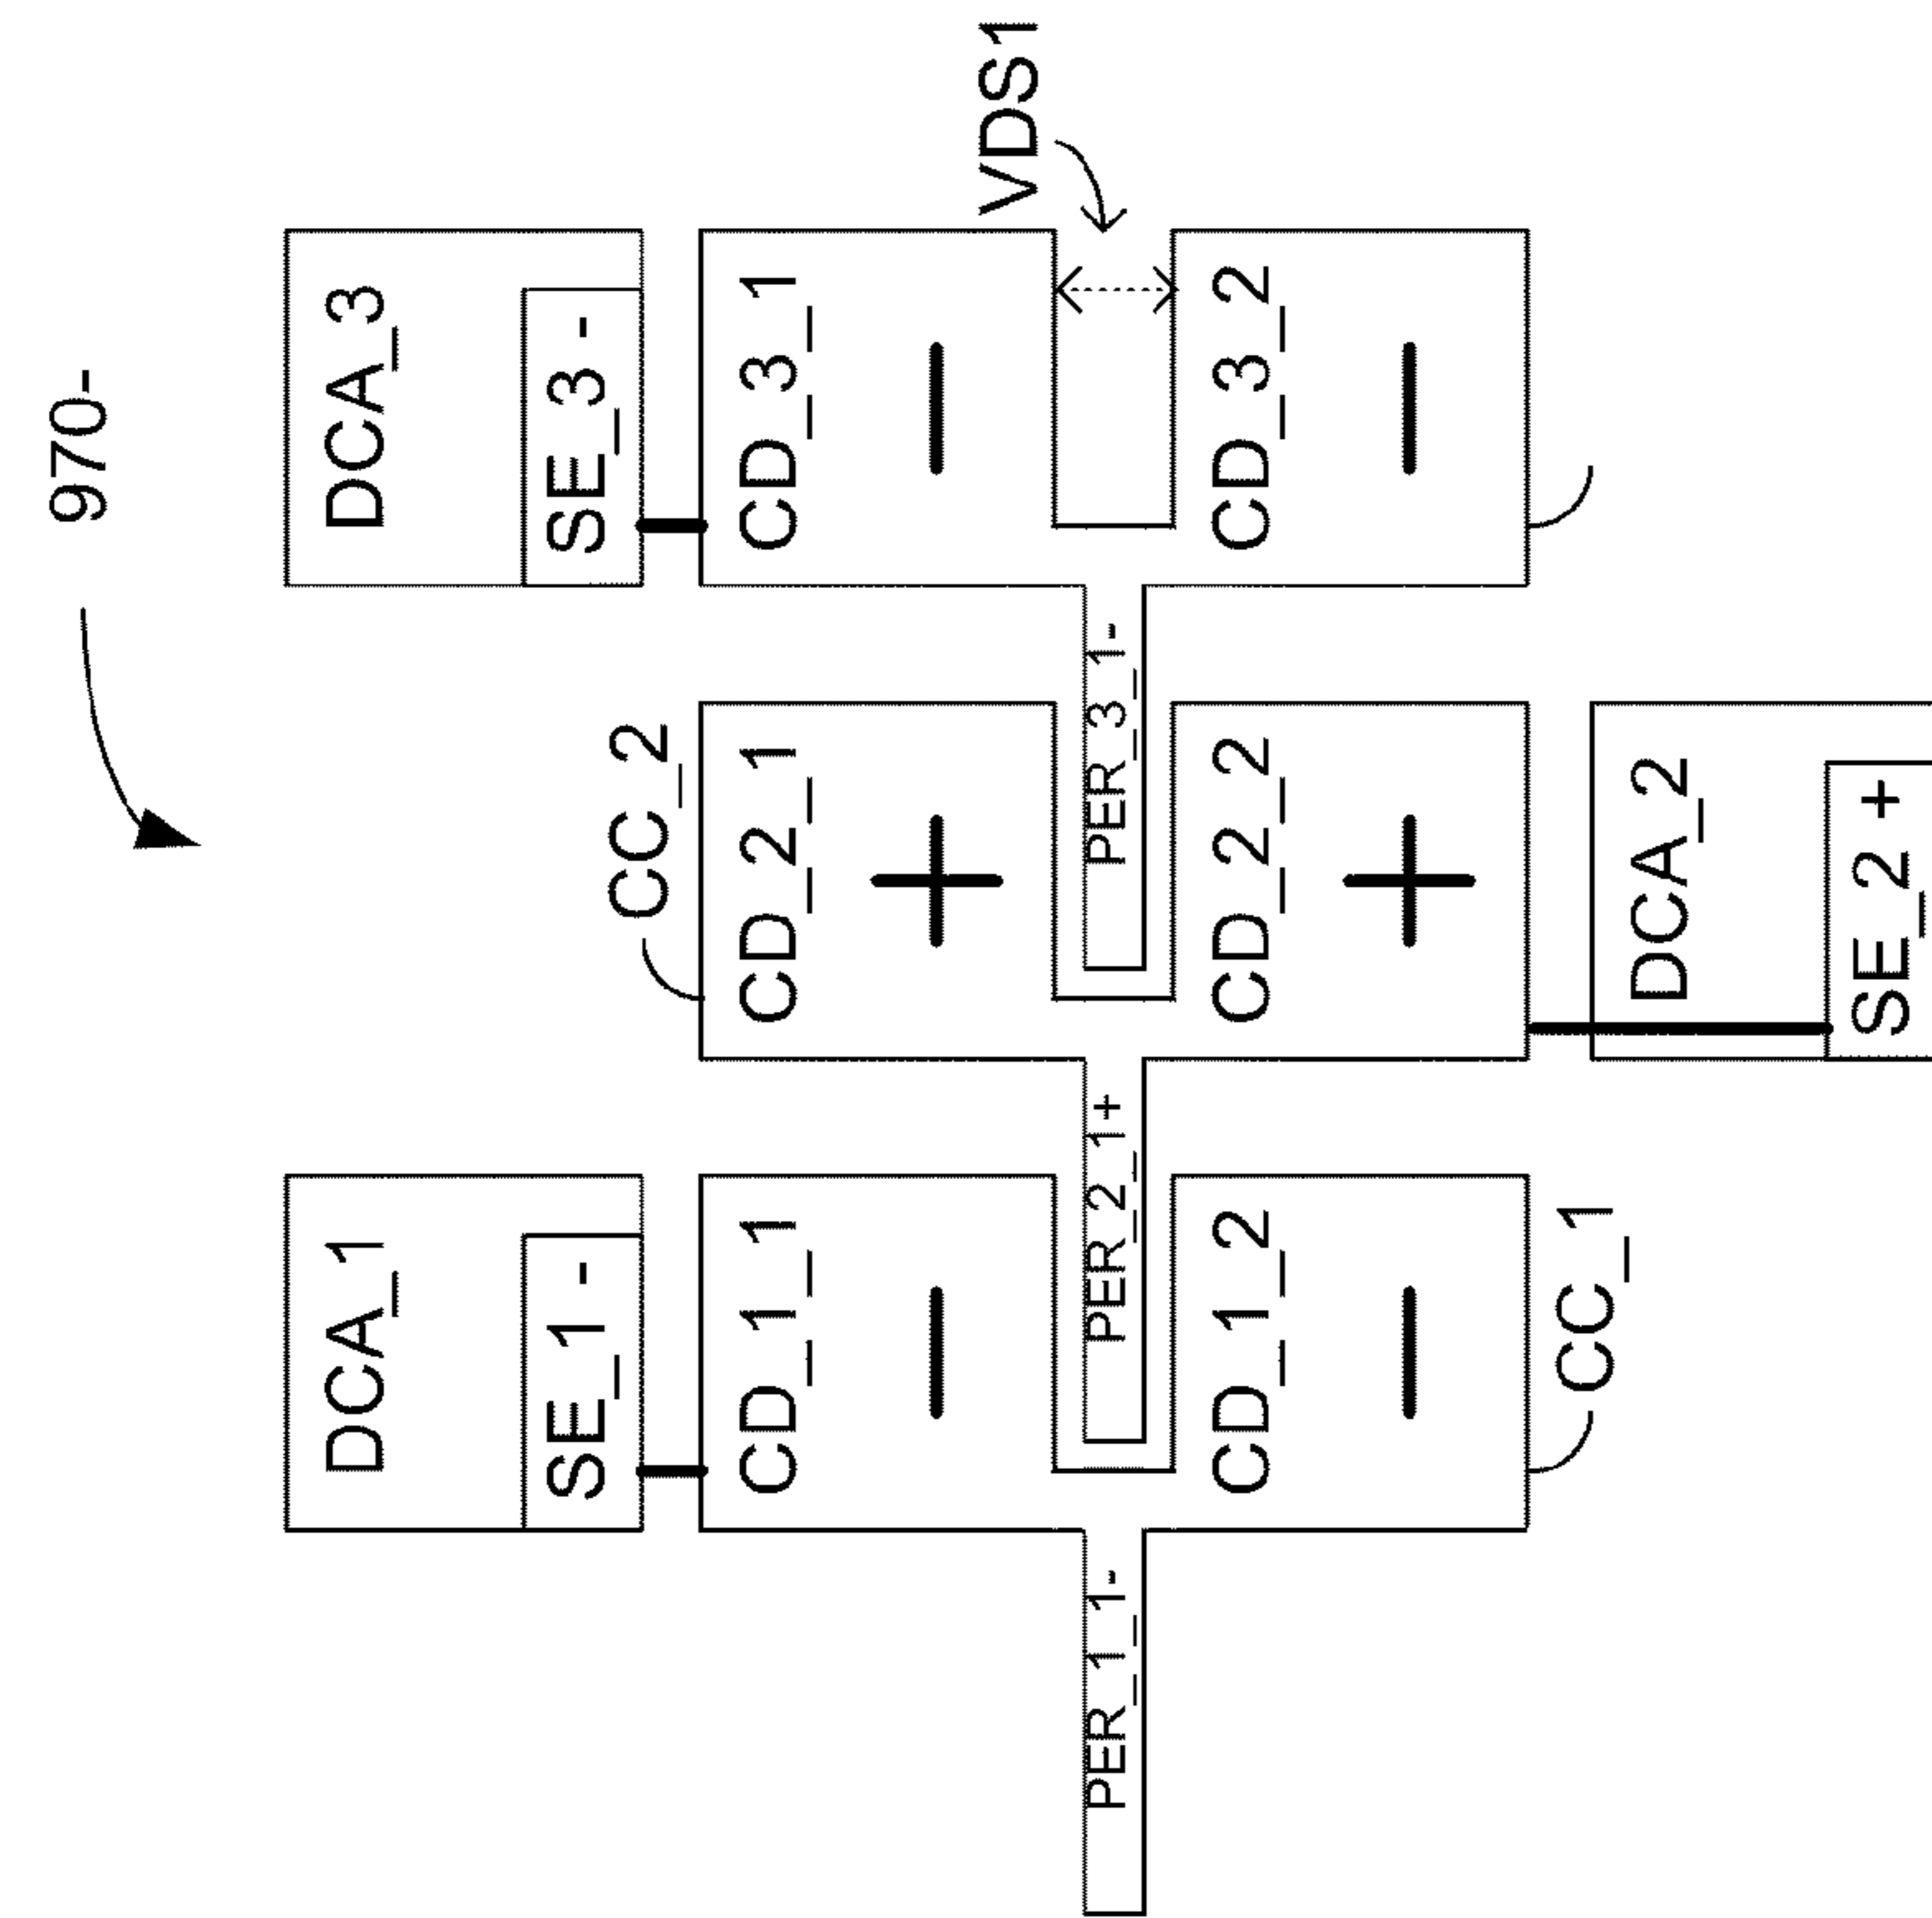 970-
VDS1
DCA_3
SE_3 -
CD_3_1
CD_3_2
PER_3_1-
CC_2
CD_2_1
CD_2_2
DCA_2
SE_2 +
PER_2_1+
DCA_1
SE_1 -
CD_1_1
CD_1_2
CC_1
PER_1_1-